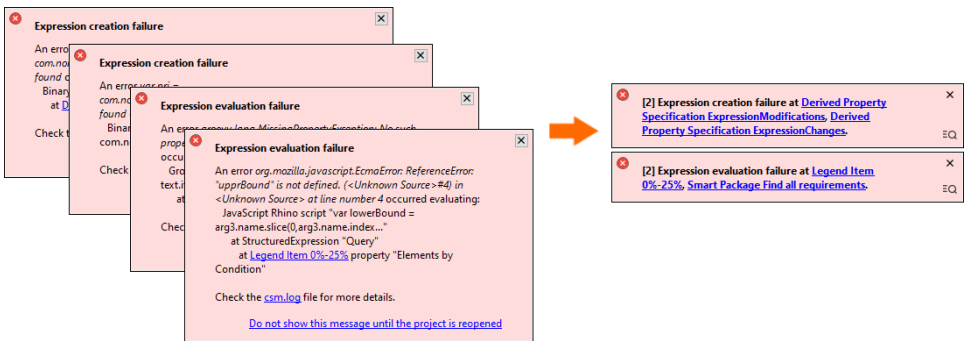 Expression creation failure
An erro
com.no
found o
Binary
at D
Check t
Expression creation failure
An error var pri =
com.no
found
Binar
com.n
Check
Expression evaluation failure
An error groovy.lang.MissingPropertyException: No such
prope
occu
Gro
text.i
at
Chec
Expression evaluation failure
An error org.mozilla.javascript.EcmaError: ReferenceError:
"upprBound" is not defined. (<Unknown Source>#4) in
<Unknown Source> at line number 4 occurred evaluating:
JavaScript Rhino script "var lowerBound =
arg3.name.slice(0,arg3.name.index..."
at StructuredExpression "Query"
at Legend Item 0%-25% property "Elements by
Condition"
Check the csm.log file for more details.
Do not show this message until the project is reopened
[2] Expression creation failure at Derived Property
Specification ExpressionModifications, Derived
Property Specification ExpressionChanges.
[2] Expression evaluation failure at Legend Item
0%-25%, Smart Package Find all requirements.